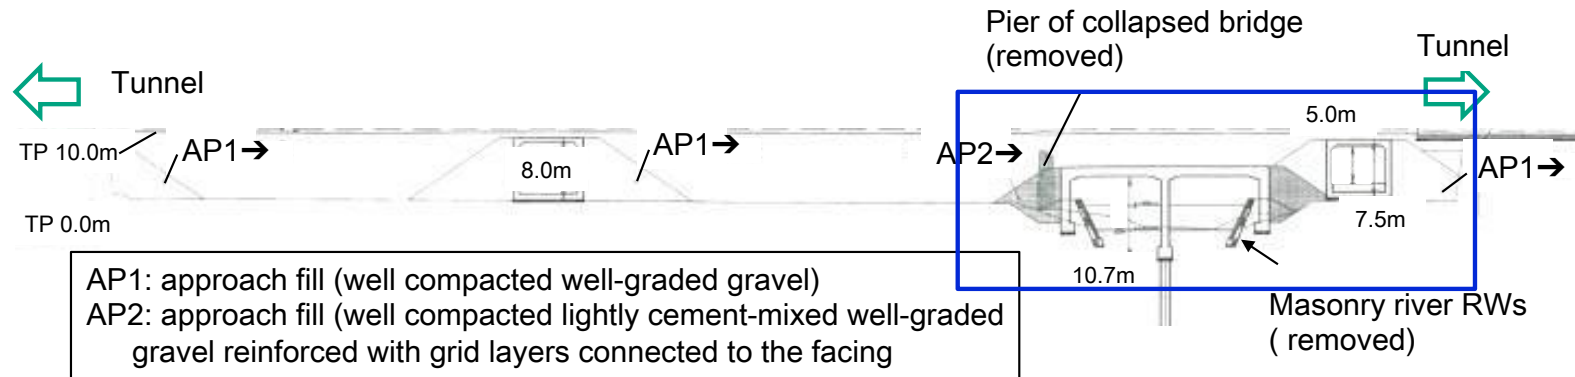 Pier of collapsed bridge
(removed)
Tunnel
Tunnel
5.0m
TP 10.0m
AP1➔
8.0m
AP1➔
AP2➔
AP1➔
TP 0.0m
7.5m
10.7m
AP1: approach fill (well compacted well-graded gravel)
AP2: approach fill (well compacted lightly cement-mixed well-graded
gravel reinforced with grid layers connected to the facing
Masonry river RWs
( removed)